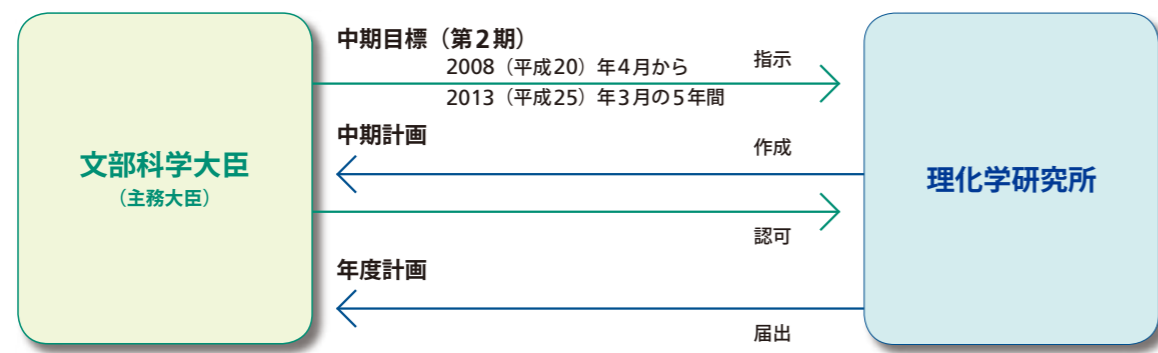 中期目標（第2期）
2008（平成20）年4月から
2013（平成25）年3月の5年間
指示
中期計画
作成
文部科学大臣
（主務大臣）
理化学研究所
認可
年度計画
届出